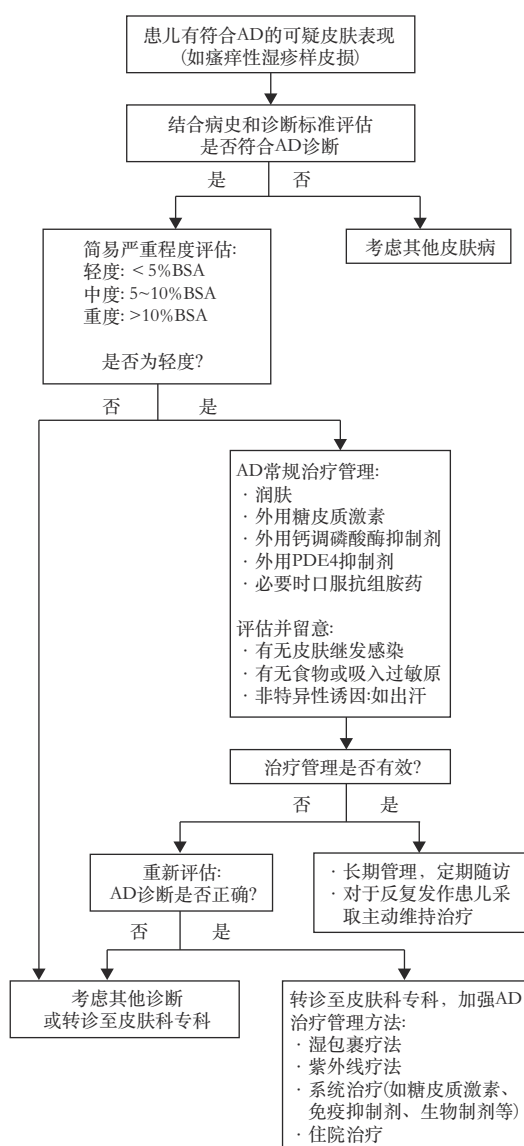 患儿有符合AD的可疑皮肤表现
(如瘙痒性湿疹样皮损)
结合病史和诊断标准评估
是否符合AD诊断
是
否
简易严重程度评估:
轻度: <5%BSA
中度: 5~10%BSA
重度: >10%BSA
是否为轻度?
考虑其他皮肤病
否
是
AD常规治疗管理:
· 润肤
· 外用糖皮质激素
· 外用钙调磷酸酶抑制剂
· 外用PDE4抑制剂
· 必要时口服抗组胺药
评估并留意:
· 有无皮肤继发感染
· 有无食物或吸入过敏原
· 非特异性诱因:如出汗
治疗管理是否有效?
否
是
重新评估:
AD诊断是否正确?
· 长期管理，定期随访
· 对于反复发作患儿采
取主动维持治疗
否
是
考虑其他诊断
或转诊至皮肤科专科
转诊至皮肤科专科，加强AD
治疗管理方法:
· 湿包裹疗法
· 紫外线疗法
· 系统治疗(如糖皮质激素、
免疫抑制剂、生物制剂等)
· 住院治疗